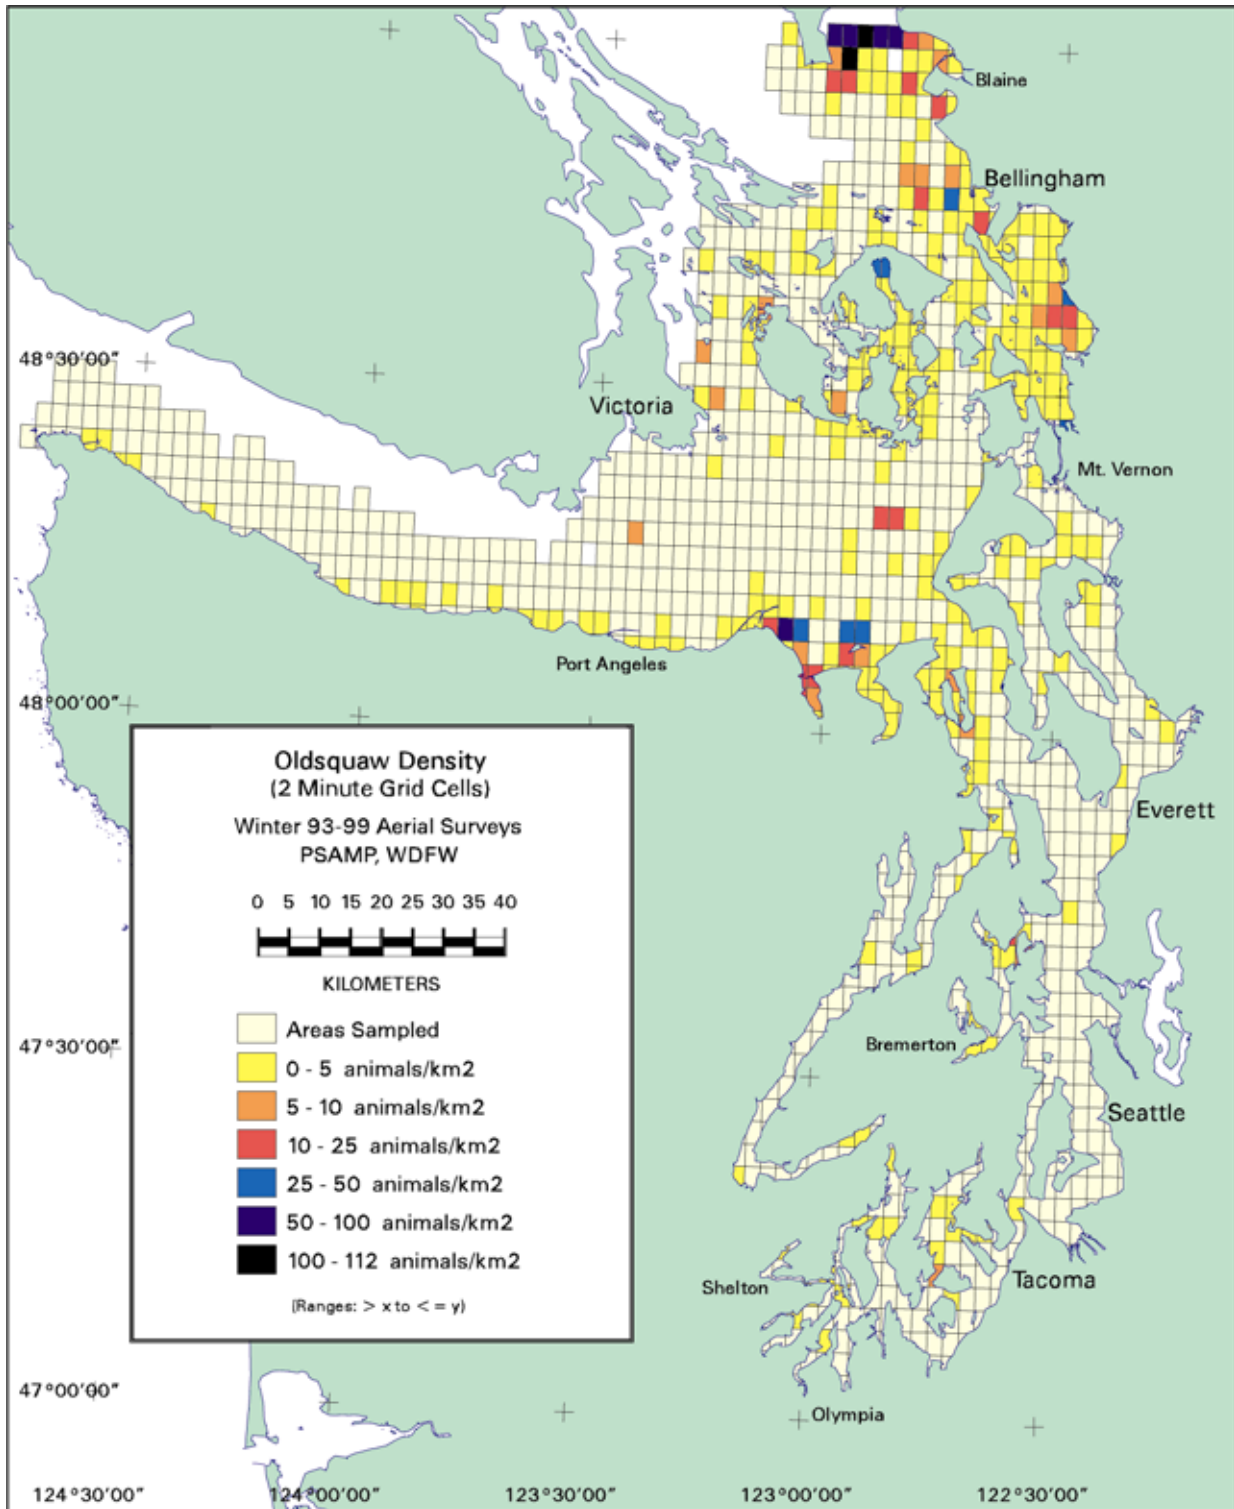 Blaine
Bellingham
48°30'00"
Victoria
Mt. Vernon
Port Angeles
48°00'00"
Oldsquaw Density
(2 Minute Grid Cells)
Winter 93-99 Aerial Surveys
PSAMP, WDFW
0 5 10 15 20 25 30 35 40
KILOMETERS
Areas Sampled
0 - 5 animals/km2
5 - 10 animals/km2
10 - 25 animals/km2
25 - 50 animals/km2
50 - 100 animals/km2
100 - 112 animals/km2
(Ranges: > x to < = y)
Everett
47°30'00"
Bremerton
Seattle
Shelton
Tacoma
47°00'00"
Olympia
124°30'00" 124°00'00" 123°30'00" 123°00'00" 122°30'00"